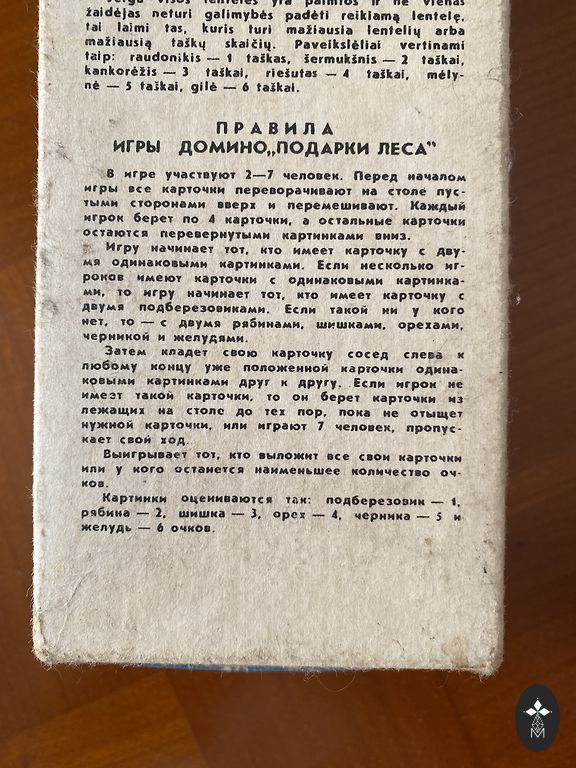 visos lentelės yra paimtos ir ne vienas
žaidėjas neturi galimybės padėti reikiamą lentelę,
tai laimi tas, kuris turi mažiausia lentelių arba
mažiausią taškų skaičių. Paveikslėliai vertinami
taip: raudonikis — 1 taškas, šermukšnis — 2 taškai,
kankorėžis — 3 taškai, riešutas — 4 taškai, mėly-
nė — 5 taškai, gilė — 6 taškai.
ПРАВИЛА
ИГРЫ ДОМИНО„ПОДАРКИ ЛЕСА"
В игре участвуют 2—7 человек. Перед началом
игры все карточки переворачивают на столе пус-
тыми сторонами вверх и перемешивают. Каждый
игрок берет по 4 карточки, а остальные карточки
остаются перевернутыми картинками вниз.
Игру начинает тот, кто имеет карточку с дву-
мя одинаковыми картинками. Если несколько иг-
роков имеют карточки с одинаковыми картинка-
ми, то игру начинает тот, кто имеет карточку с
двумя подберезовиками. Если такой ни у кого
нет, то — с двумя рябинами, шишками, орехами,
черникой и желудями.
Затем кладет свою карточку сосед слева к
любому концу уже положенной карточки одина-
ковыми картинками друг к другу. Если игрок не
имеет такой карточки, то он берет карточки из
лежащих на столе до тех пор, пока не отыщет
нужной карточки, или играют 7 человек, пропус-
кает свой ход.
Выигрывает тот, кто выложит все свои карточки
или у кого останется наименьшее количество оч-
ков.
Картинки оцениваются так: подберезовик — 1,
рябина — 2, шишка — 3, орех — 4, черника — 5 и
желудь — 6 очков.
M